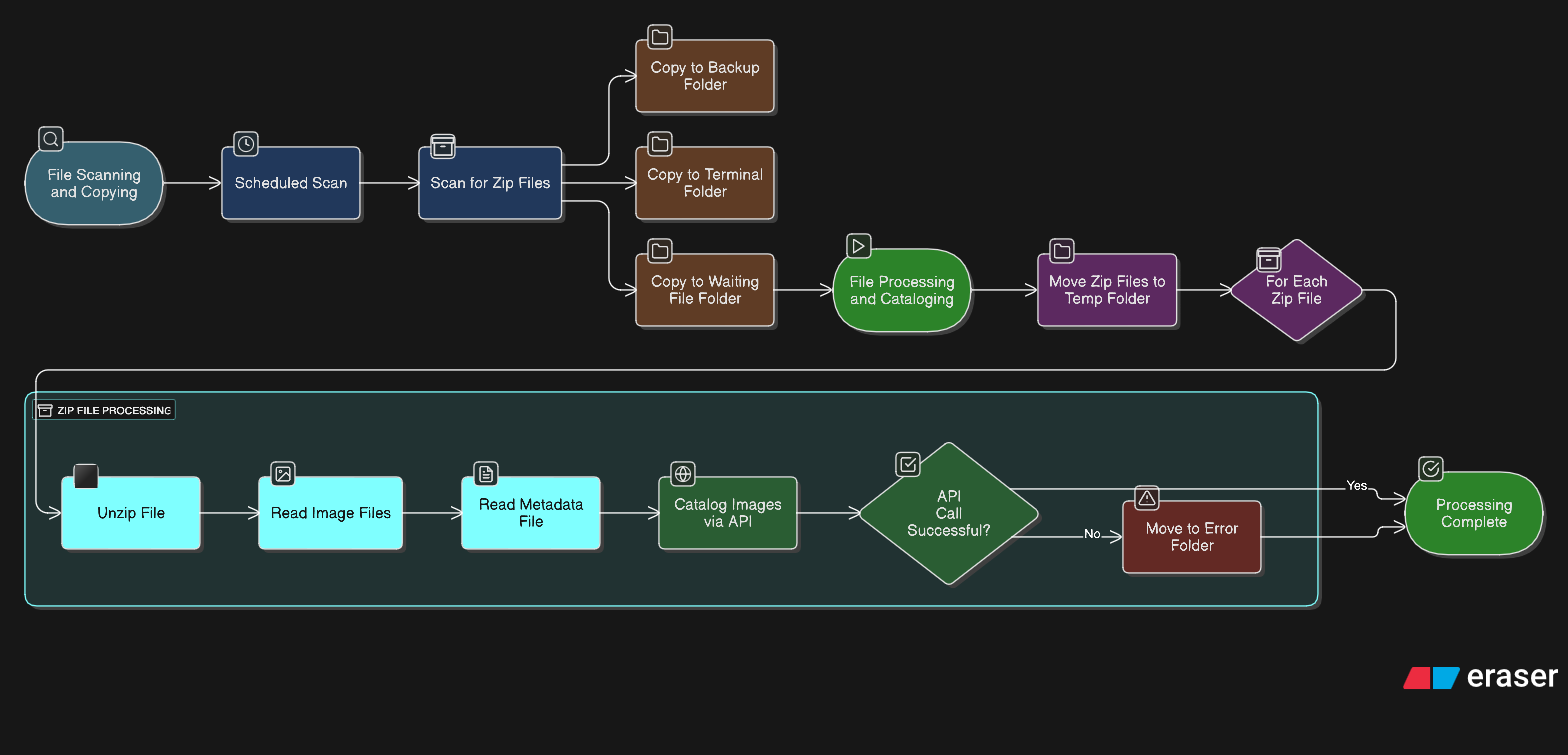 Copy to Backup
Folder
File Scanning
and Copying
Scheduled Scan
Scan for Zip Files
Copy to Terminal
Folder
Copy to Waiting
File Folder
File Processing
and Cataloging
Move Zip Files to
Temp Folder
For Each
Zip File
ZIP FILE PROCESSING
Unzip File
Read Image Files
Read Metadata
File
Catalog Images
via API
API
Call
Successful?
Yes
No
Move to Error
Folder
Processing
Complete
eraser